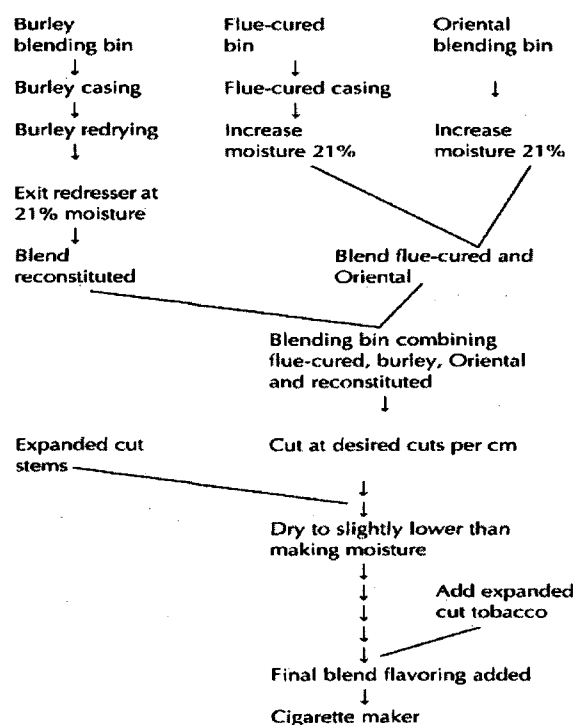 Burley
blending bin
Flue-cured
bin
Oriental
blending bin
↓
↓
↓
Burley casing
Flue-cured casing
↓
↓
Burley redrying
Increase
moisture 21%
Increase
moisture 21%
↓
Exit redresser at
21% moisture
↓
Blend
reconstituted
Blend flue-cured and
Oriental
Blending bin combining
flue-cured, burley, Oriental
and reconstituted
↓
Expanded cut
stems
Cut at desired cuts per cm
↓
↓
Dry to slightly lower than
making moisture
↓
↓
↓
↓
↓
Add expanded
cut tobacco
Final blend flavoring added
↓
Cigarette maker